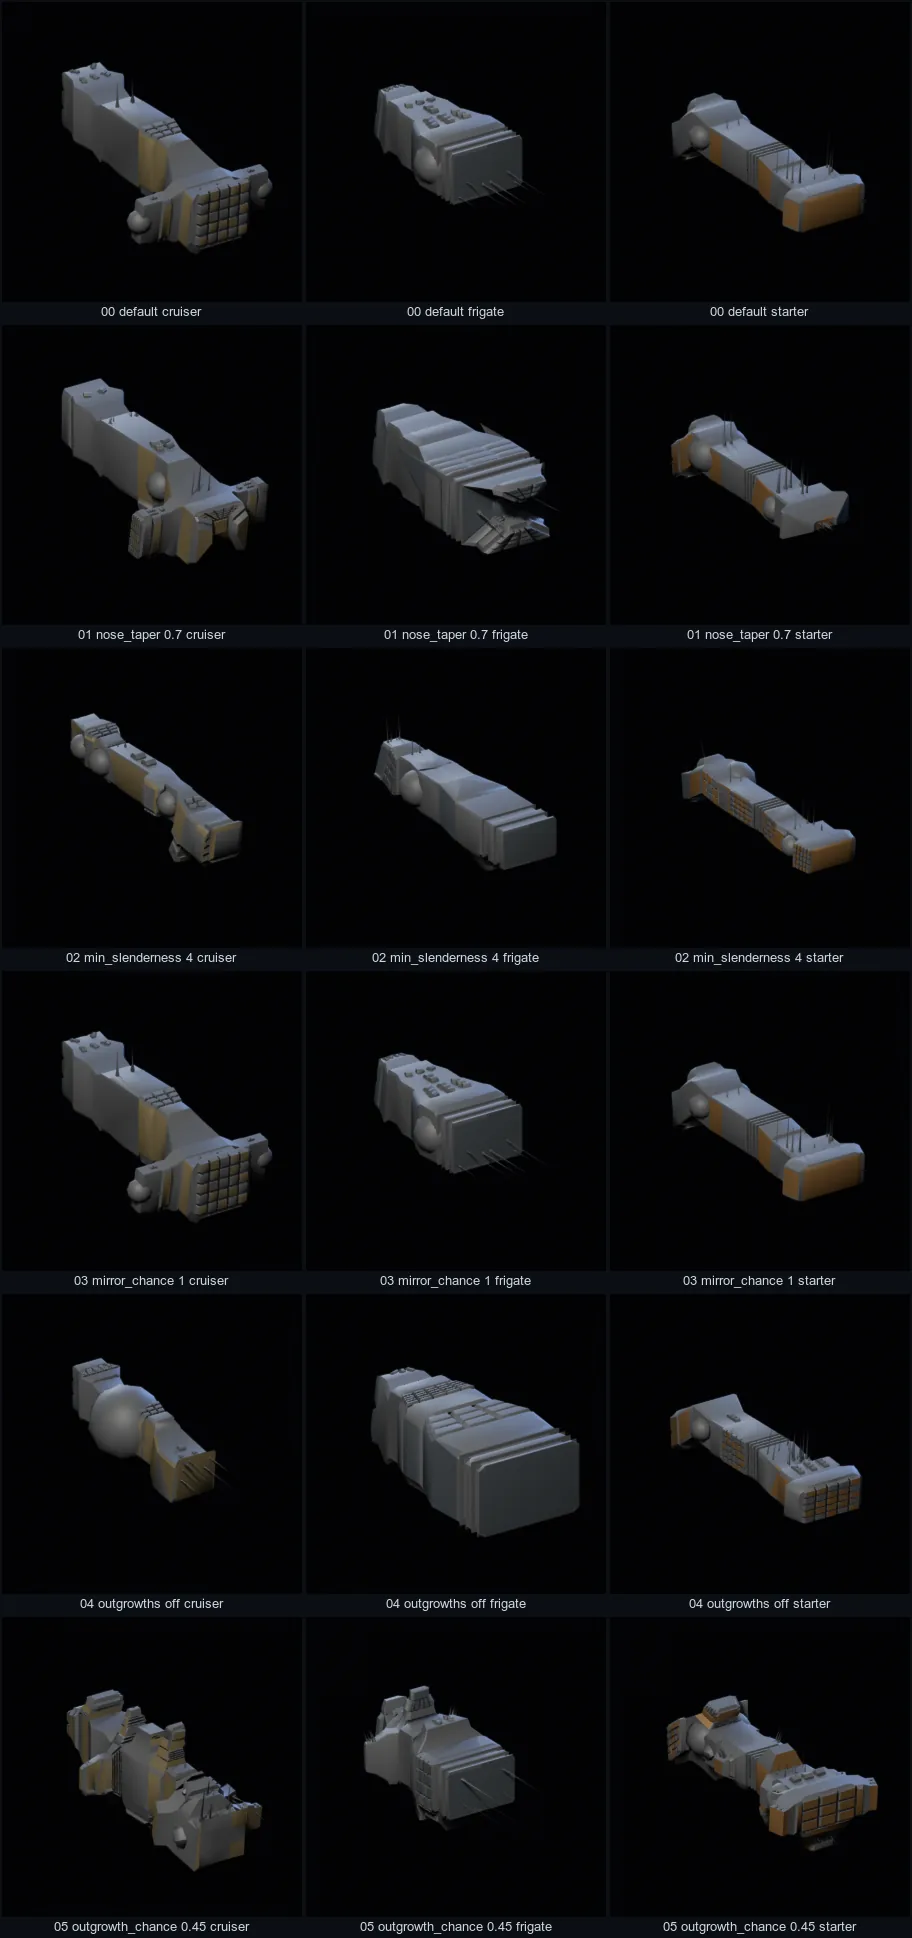 00 default cruiser
00 default frigate
00 default starter
01 nose_taper 0.7 cruiser
01 nose_taper 0.7 frigate
01 nose_taper 0.7 starter
02 min_slenderness 4 cruiser
02 min_slenderness 4 frigate
02 min_slenderness 4 starter
03 mirror_chance 1 cruiser
03 mirror_chance 1 frigate
03 mirror_chance 1 starter
04 outgrowths off cruiser
04 outgrowths off frigate
04 outgrowths off starter
05 outgrowth_chance 0.45 cruiser
05 outgrowth_chance 0.45 frigate
05 outgrowth_chance 0.45 starter